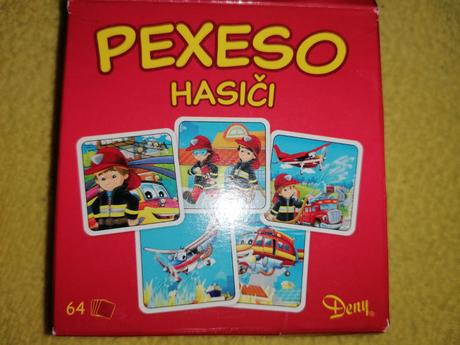 PEXESO
HASIČI
64
Deny®